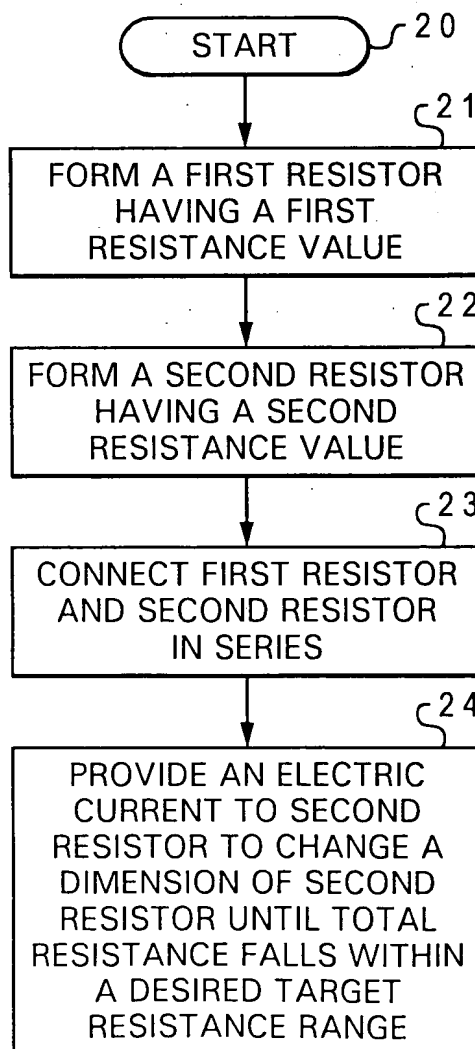 START
20
21
FORM A FIRST RESISTOR
HAVING A FIRST
RESISTANCE VALUE
22
FORM A SECOND RESISTOR
HAVING A SECOND
RESISTANCE VALUE
23
CONNECT FIRST RESISTOR
AND SECOND RESISTOR
IN SERIES
24
PROVIDE AN ELECTRIC
CURRENT TO SECOND
RESISTOR TO CHANGE A
DIMENSION OF SECOND
RESISTOR UNTIL TOTAL
RESISTANCE FALLS WITHIN
A DESIRED TARGET
RESISTANCE RANGE